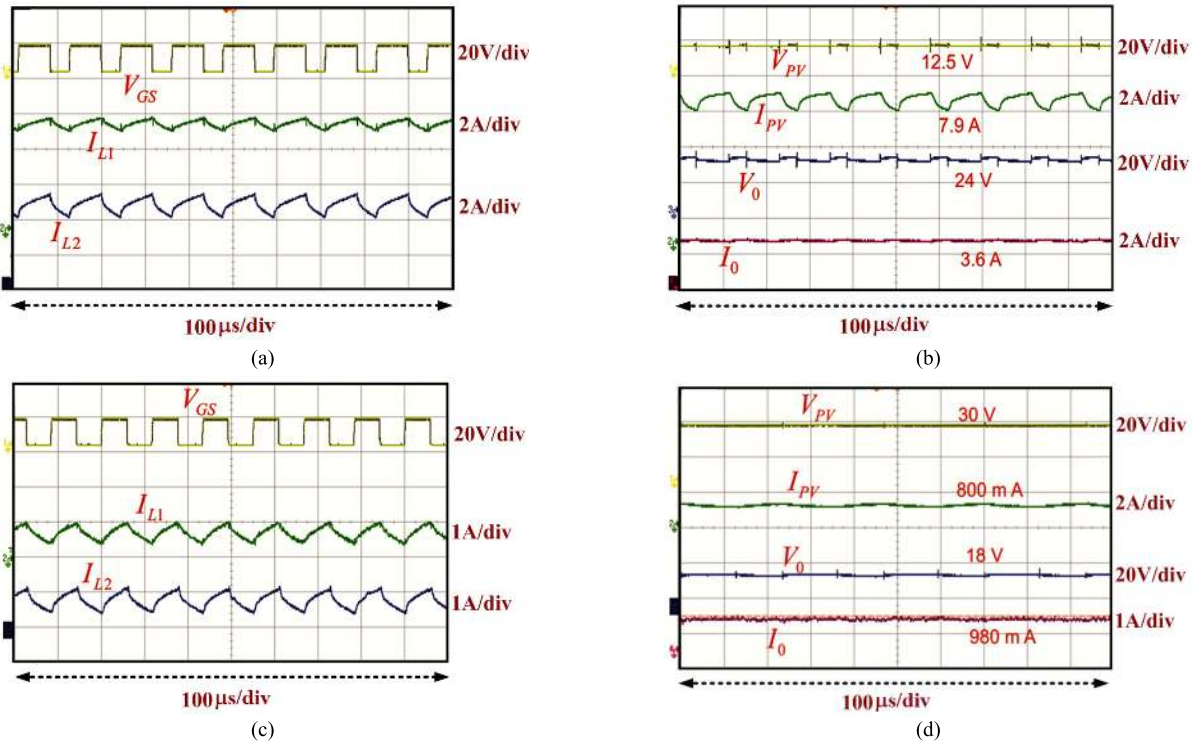 20V/div
V_GS
2A/div
I_L1
2A/div
I_L2
100µs/div
(a)
V_PV
12.5 V
2A/div
I_PV
7.9 A
20V/div
V_0
24 V
2A/div
I_0
3.6 A
100µs/div
(b)
V_GS
20V/div
I_L1
1A/div
I_L2
1A/div
100µs/div
(c)
V_PV
30 V
20V/div
I_PV
800 m A
2A/div
V_0
18 V
20V/div
1A/div
I_0
980 m A
100µs/div
(d)